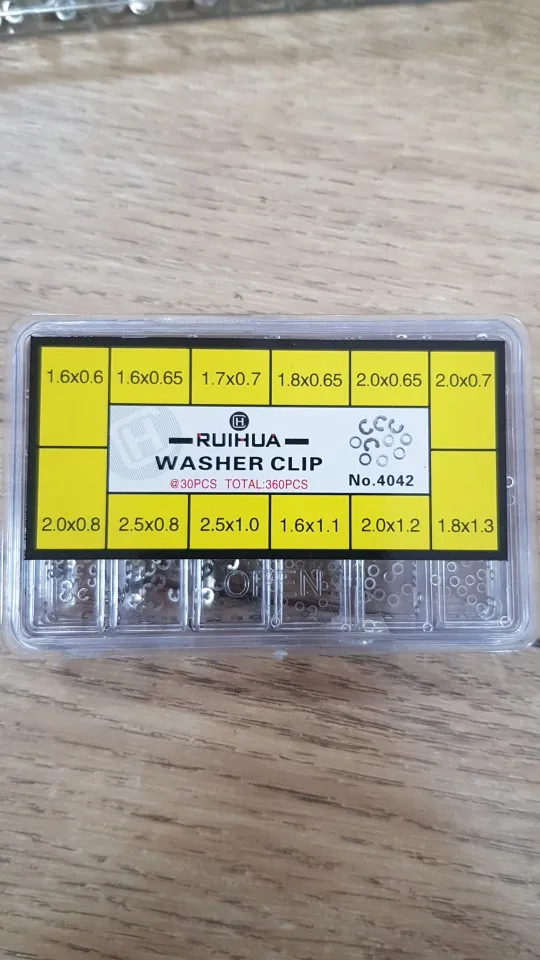 1.6x0.6 1.6x0.65 1.7x0.7 1.8x0.65 2.0x0.65 2.0x0.7
RUIHUA
WASHER CLIP
@30PCS TOTAL:360PCS
No.4042
2.0x0.8 2.5x0.8 2.5x1.0 1.6x1.1 2.0x1.2 1.8x1.3
OPEN